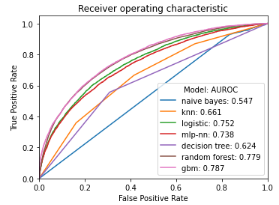 Receiver operating characteristic
1.0
0.8
0.6
0.4
0.2
0.0
True Positive Rate
Model: AUROC
naive bayes: 0.547
knn: 0.661
logistic: 0.752
mlp-nn: 0.738
decision tree: 0.624
random forest: 0.779
gbm: 0.787
0.0 0.2 0.4 0.6 0.8 1.0
False Positive Rate